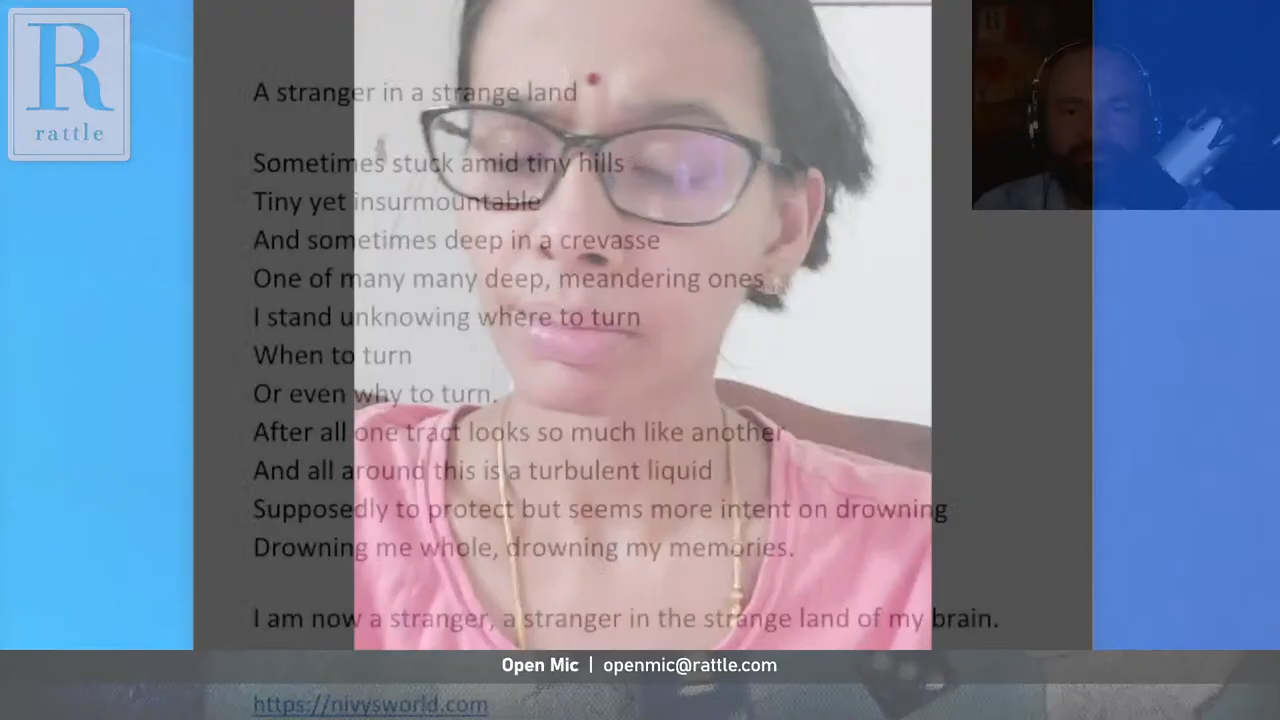 R
rattle
A stranger in a strange land
Sometimes stuck amid tiny hills
Tiny yet insurmountable
And sometimes deep in a crevasse
One of many many deep, meandering ones
I stand unknowing where to turn
When to turn
Or even why to turn.
After all one tract looks so much like another
And all around this is a turbulent liquid
Supposedly to protect but seems more intent on drowning
Drowning me whole, drowning my memories.
I am now a stranger, a stranger in the strange land of my brain.
Open Mic | openmic@rattle.com
https://nivysworld.com